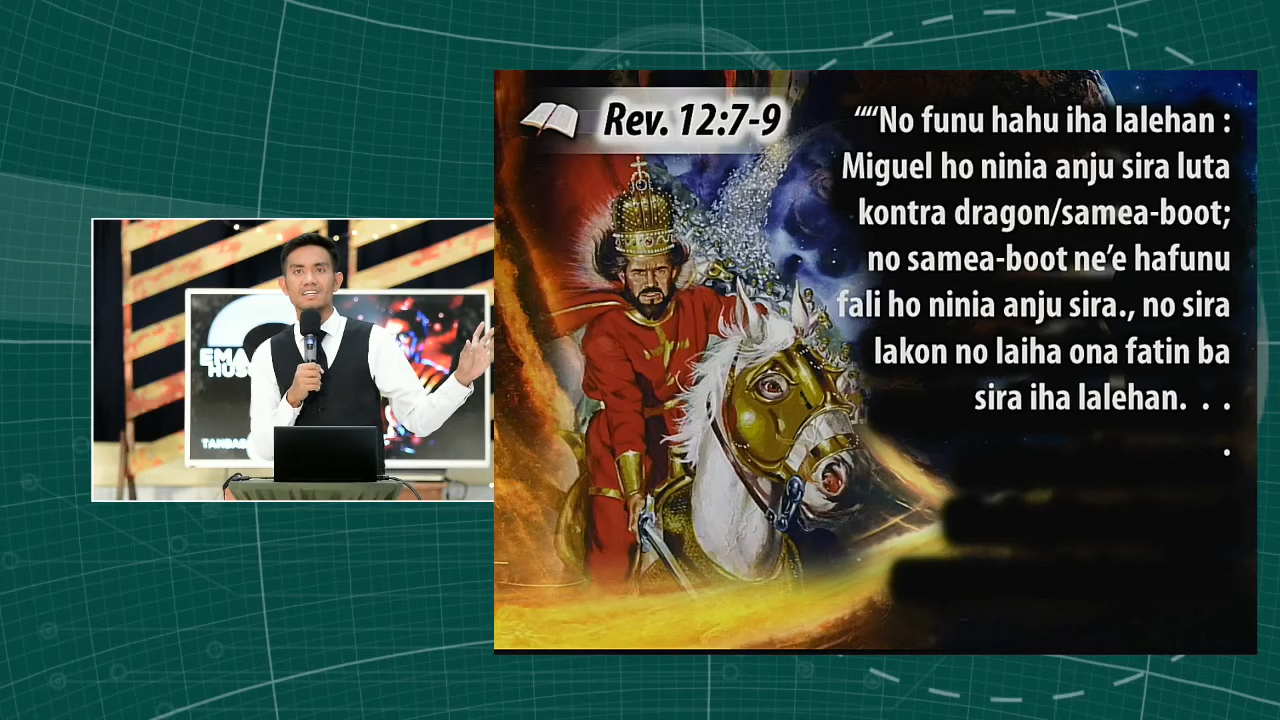 Rev. 12:7-9
““No funu hahu iha lalehan :
Miguel ho ninia anju sira luta
kontra dragon/samea-boot;
no samea-boot ne’e hafunu
fali ho ninia anju sira., no sira
lakon no laiha ona fatin ba
sira iha lalehan. . .
.